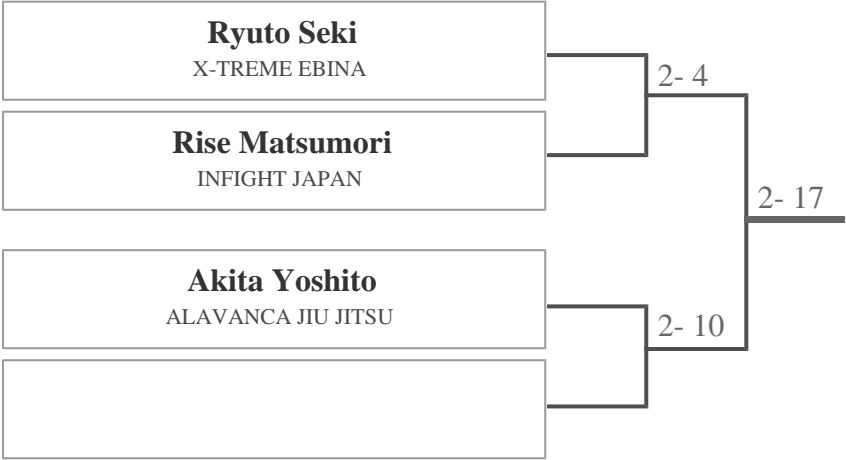 Ryuto Seki
X-TREME EBINA
2- 4
Rise Matsumori
INFIGHT JAPAN
2- 17
Akita Yoshito
ALAVANCA JIU JITSU
2- 10